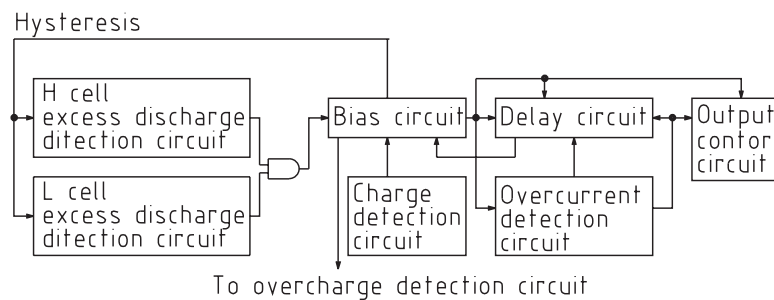 Hysteresis
H cell
excess discharge
ditection circuit
L cell
excess discharge
ditection circuit
Bias circuit
Charge
detection
circuit
Delay circuit
Overcurrent
detection
circuit
Output
contor
circuit
To overcharge detection circuit